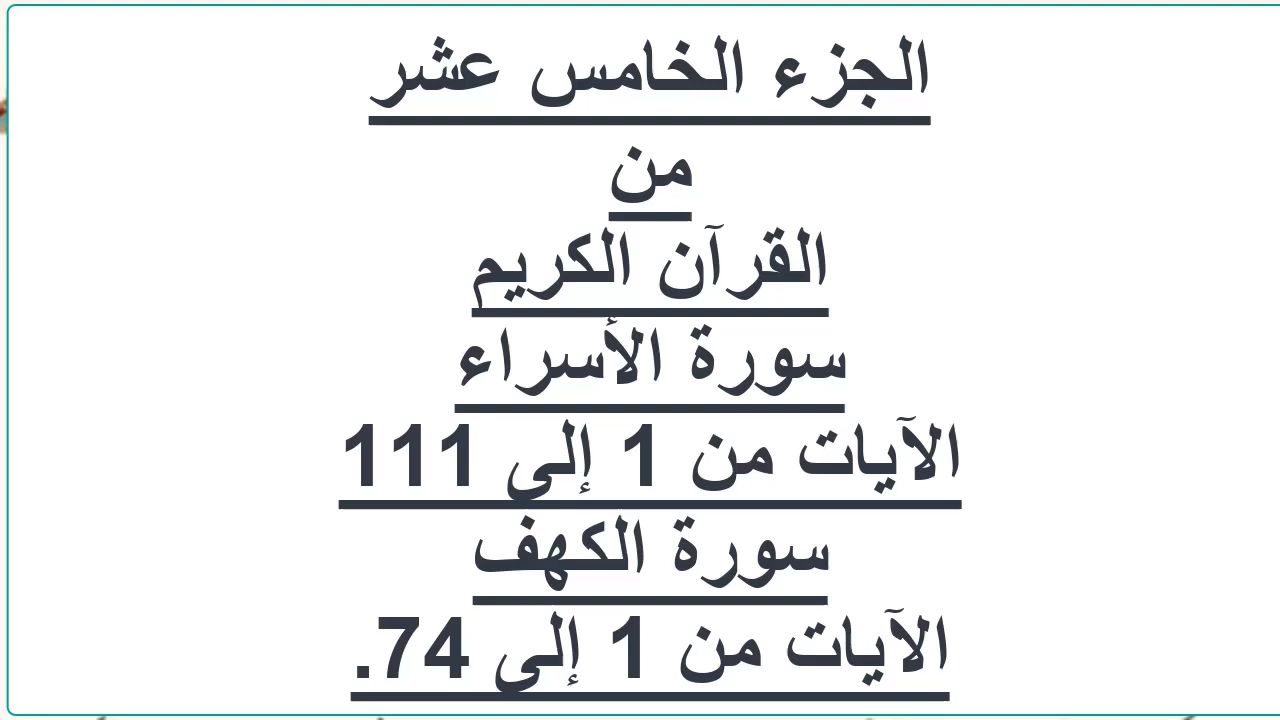 الجزء الخامس عشر
من
القرآن الكريم
سورة الأسراء
الآيات من 1 إلى 111
سورة الكهف
الآيات من 1 إلى 74.